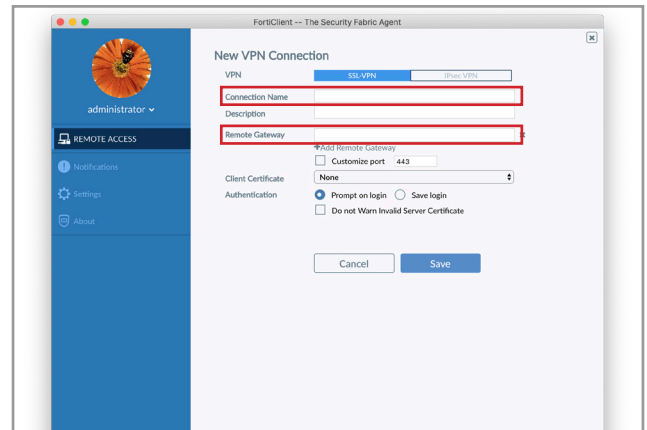 FortiClient -- The Security Fabric Agent
administrator
REMOTE ACCESS
Notifications
Settings
About
New VPN Connection
VPN
SSL-VPN
IPsec VPN
Connection Name
Description
Remote Gateway
+Add Remote Gateway
Customize port 443
Client Certificate
None
Authentication
Prompt on login
Save login
Do not Warn Invalid Server Certificate
Cancel
Save